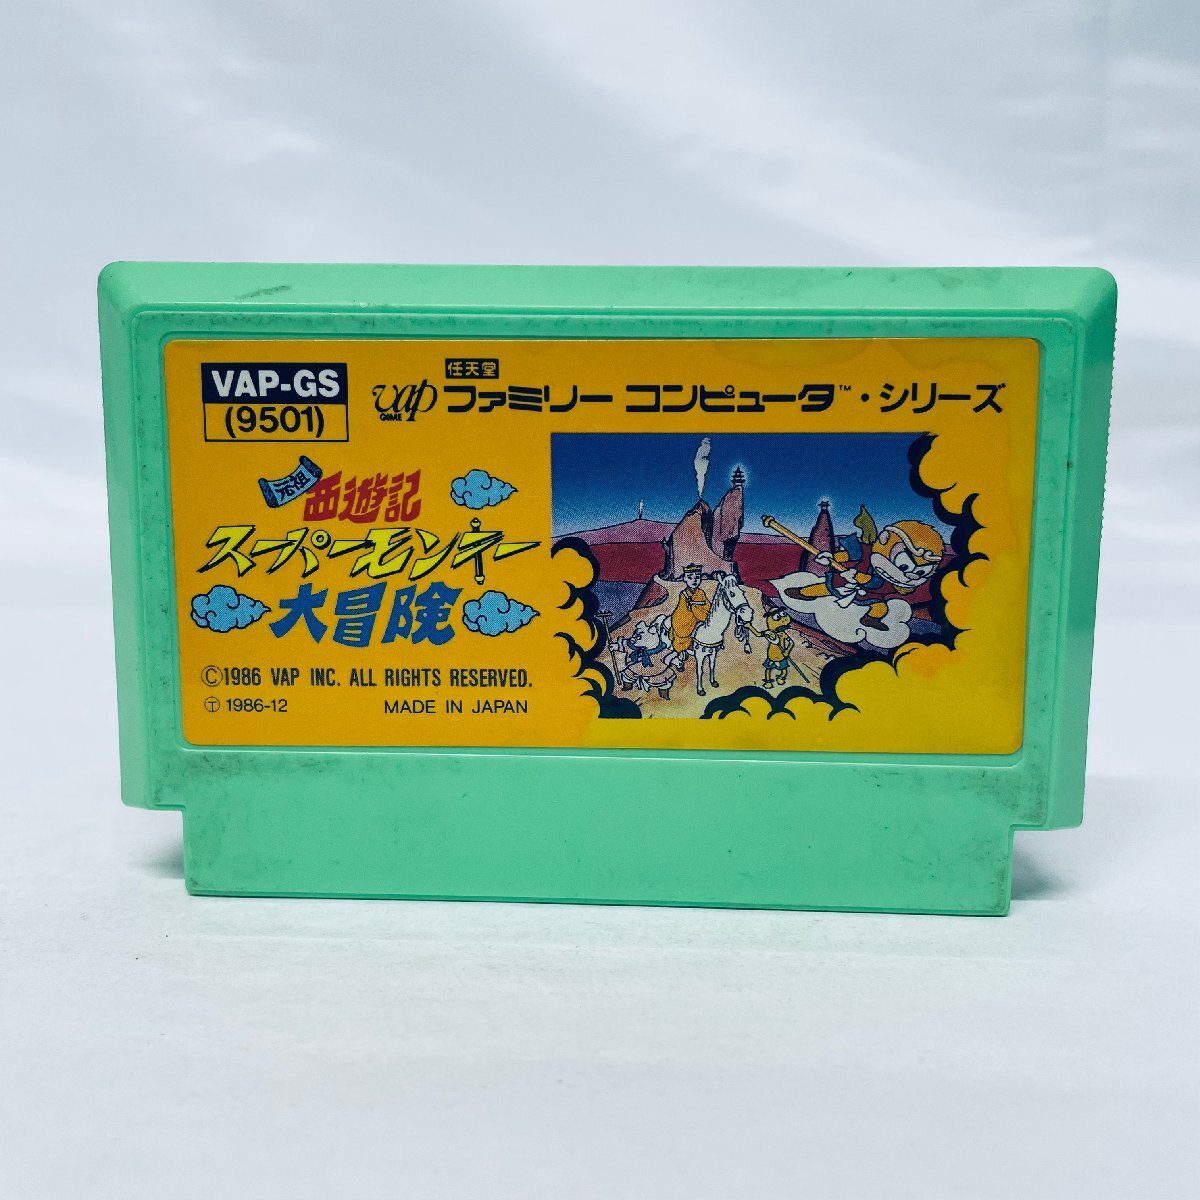 VAP-GS
(9501)
vap GAME
任天堂
ファミリー コンピュータ™・シリーズ
元祖
西遊記
スーパーモンキー
大冒険
©1986 VAP INC. ALL RIGHTS RESERVED.
Ⓣ 1986-12 MADE IN JAPAN